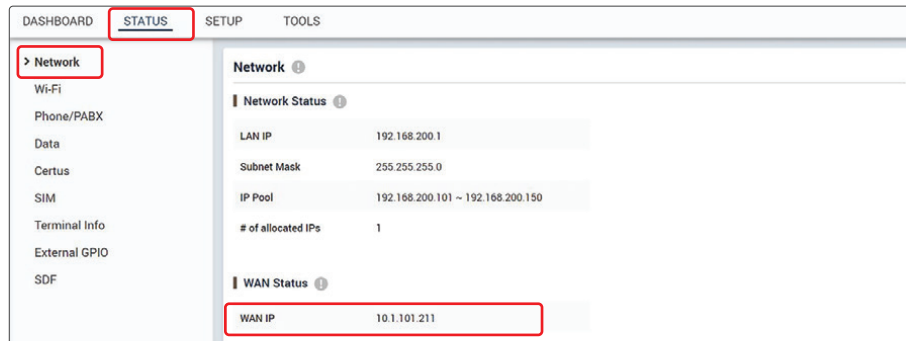 DASHBOARD STATUS SETUP TOOLS
> Network
Wi-Fi
Phone/PABX
Data
Certus
SIM
Terminal Info
External GPIO
SDF
Network !
Network Status !
LAN IP 192.168.200.1
Subnet Mask 255.255.255.0
IP Pool 192.168.200.101 ~ 192.168.200.150
# of allocated IPs 1
WAN Status !
WAN IP 10.1.101.211